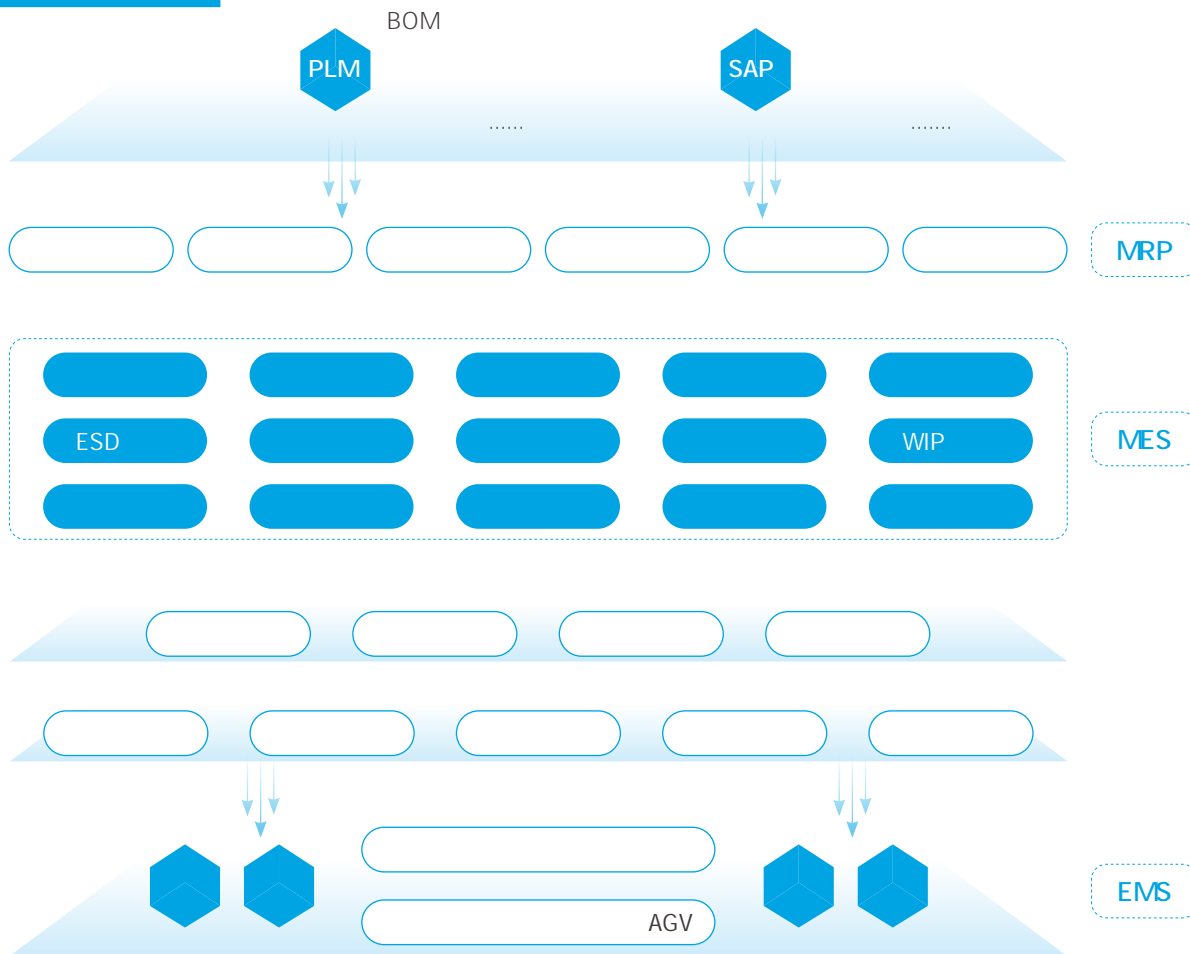 BOM
PLM
SAP
......
.......
MRP
ESD
WIP
MES
EMS
AGV